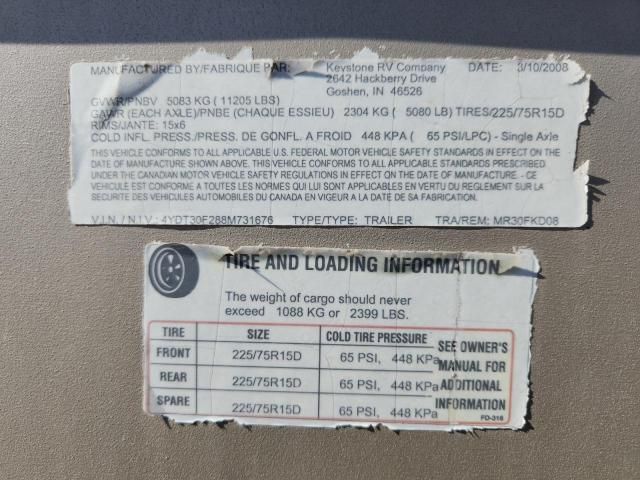 MANUFACTURED BY/FABRIQUE PAR: Keystone RV Company DATE: 3/10/2008
2642 Hackberry Drive
Goshen, IN 46526
GVWR/PNBV 5083 KG ( 11205 LBS)
GAWR (EACH AXLE)/PNBE (CHAQUE ESSIEU) 2304 KG ( 5080 LB) TIRES/225/75R15D
RIMS/JANTE: 15x6
COLD INFL. PRESS./PRESS. DE GONFL. A FROID 448 KPA ( 65 PSI/LPC) - Single Axle
THIS VEHICLE CONFORMS TO ALL APPLICABLE U.S. FEDERAL MOTOR VEHICLE SAFETY STANDARDS IN EFFECT ON THE
DATE OF MANUFACTURE SHOWN ABOVE. THIS VEHICLE CONFORMS TO ALL APPLICABLE STANDARDS PRESCRIBED
UNDER THE CANADIAN MOTOR VEHICLE SAFETY REGULATIONS IN EFFECT ON THE DATE OF MANUFACTURE. - CE
VEHICULE EST CONFORME A TOUTES LES NORMES QUI LUI SONT APPLICABLES EN VERTU DU REGLEMENT SUR LA
SECURITE DES VEHICULES AUTOMOBILES DU CANADA EN VIGUEUR A LA DATE DE SA FABRICATION.
V.I.N. / N.I.V.: 4YDT30F288M731676 TYPE/TYPE: TRAILER TRA/REM: MR30FKD08
TIRE AND LOADING INFORMATION
The weight of cargo should never
exceed 1088 KG or 2399 LBS.
TIRE SIZE COLD TIRE PRESSURE
FRONT 225/75R15D 65 PSI, 448 KPa
REAR 225/75R15D 65 PSI, 448 KPa
SPARE 225/75R15D 65 PSI, 448 KPa
SEE OWNER'S
MANUAL FOR
ADDITIONAL
INFORMATION
FD-316